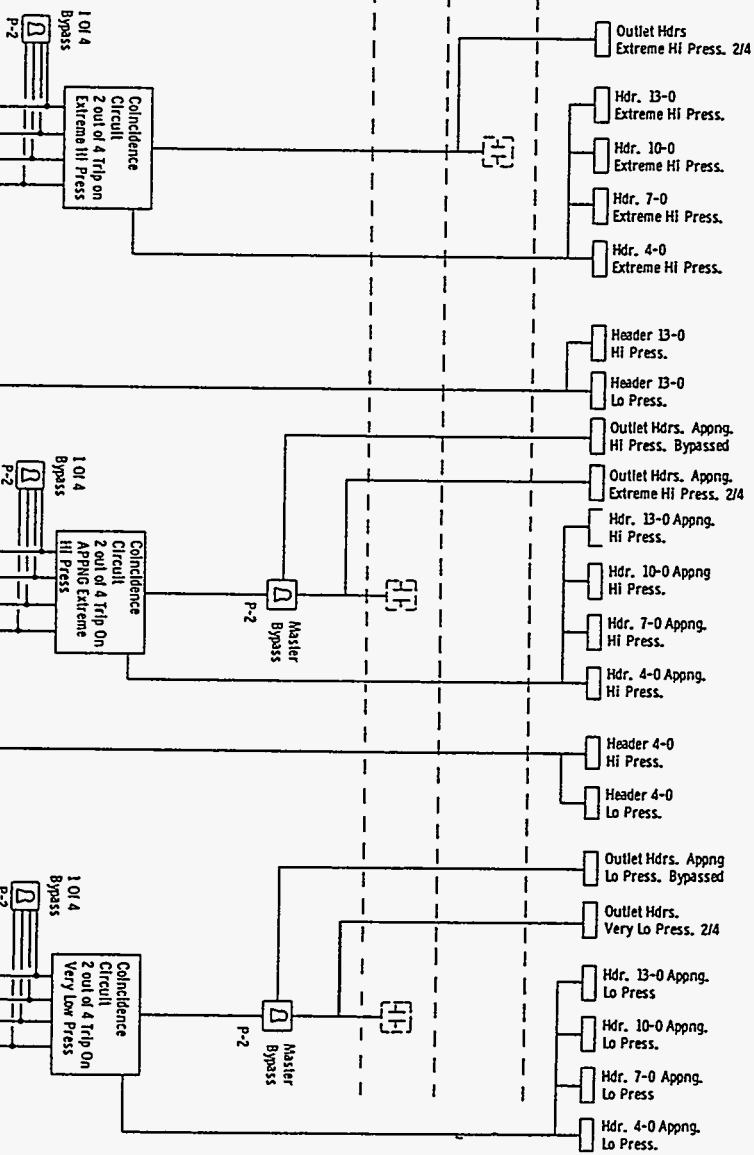 1 Of 4
Bypass
P-2
Coincidence
Circuit
2 out of 4 Trip on
Extreme Hi Press
Outlet Hdrs
Extreme Hi Press. 2/4
Hdr. 13-0
Extreme Hi Press.
Hdr. 10-0
Extreme Hi Press.
Hdr. 7-0
Extreme Hi Press.
Hdr. 4-0
Extreme Hi Press.
Header 13-0
Hi Press.
Header 13-0
Lo Press.
1 Of 4
Bypass
P-2
Coincidence
Circuit
2 out of 4 Trip On
APPNG Extreme
Hi Press
Master
Bypass
P-2
Outlet Hdrs. Appng.
Hi Press. Bypassed
Outlet Hdrs. Appng.
Extreme Hi Press. 2/4
Hdr. 13-0 Appng.
Hi Press.
Hdr. 10-0 Appng
Hi Press.
Hdr. 7-0 Appng.
Hi Press.
Hdr. 4-0 Appng.
Hi Press.
Header 4-0
Hi Press.
Header 4-0
Lo Press.
1 Of 4
Bypass
P-2
Coincidence
Circuit
2 out of 4 Trip On
Very Low Press
Master
Bypass
P-2
Outlet Hdrs. Appng
Lo Press. Bypassed
Outlet Hdrs.
Very Lo Press. 2/4
Hdr. 13-0 Appng.
Lo Press
Hdr. 10-0 Appng.
Lo Press.
Hdr. 7-0 Appng.
Lo Press
Hdr. 4-0 Appng.
Lo Press.